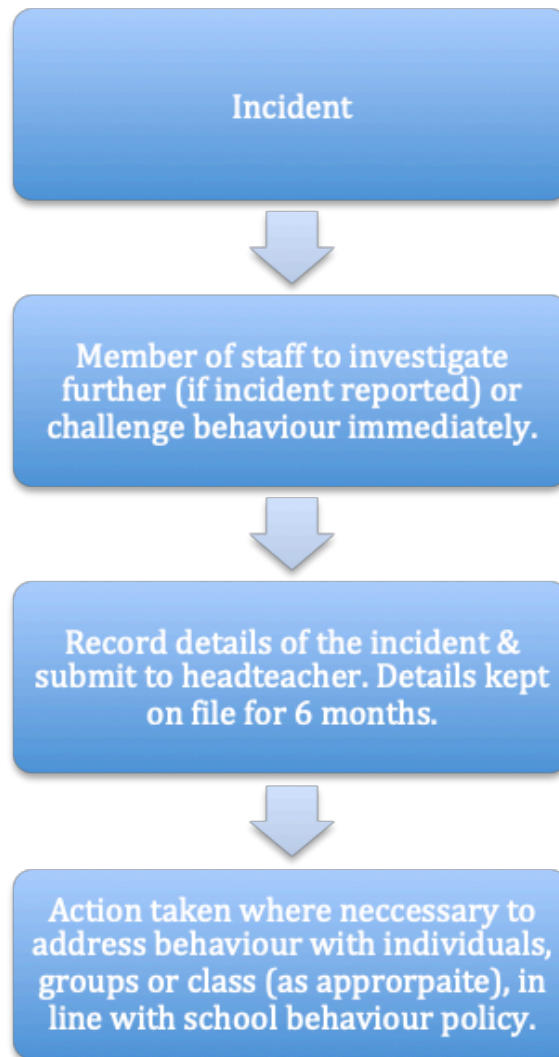 Incident
Member of staff to investigate
further (if incident reported) or
challenge behaviour immediately.
Record details of the incident &
submit to headteacher. Details kept
on file for 6 months.
Action taken where neccessary to
address behaviour with individuals,
groups or class (as approrpaite), in
line with school behaviour policy.